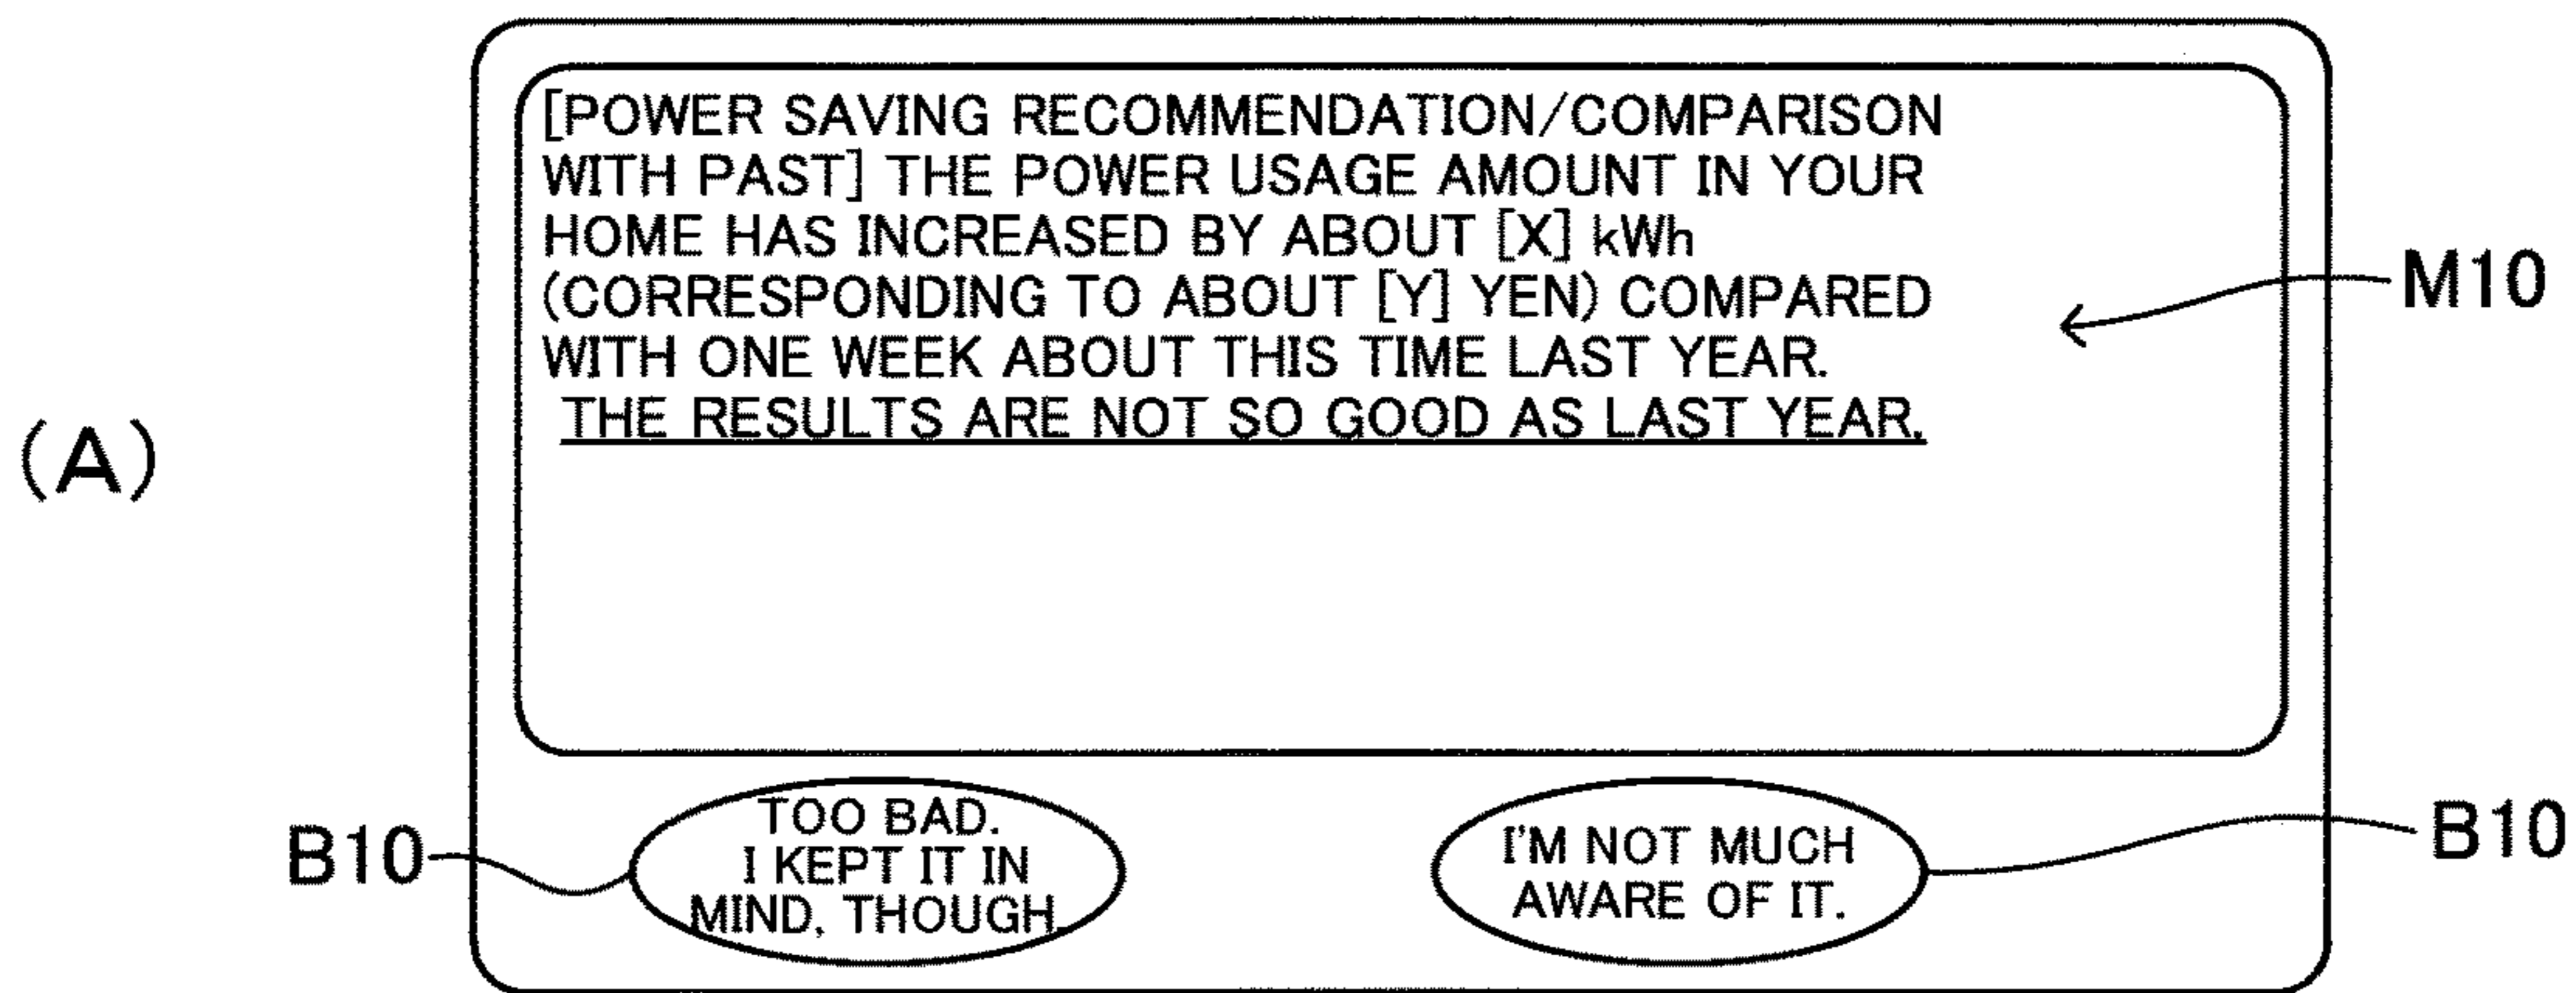 [POWER SAVING RECOMMENDATION/COMPARISON
WITH PAST] THE POWER USAGE AMOUNT IN YOUR
HOME HAS INCREASED BY ABOUT [X] kWh
(CORRESPONDING TO ABOUT [Y] YEN) COMPARED
WITH ONE WEEK ABOUT THIS TIME LAST YEAR.
THE RESULTS ARE NOT SO GOOD AS LAST YEAR.
M10
(A)
B10
TOO BAD.
I KEPT IT IN
MIND, THOUGH.
I'M NOT MUCH
AWARE OF IT.
B10